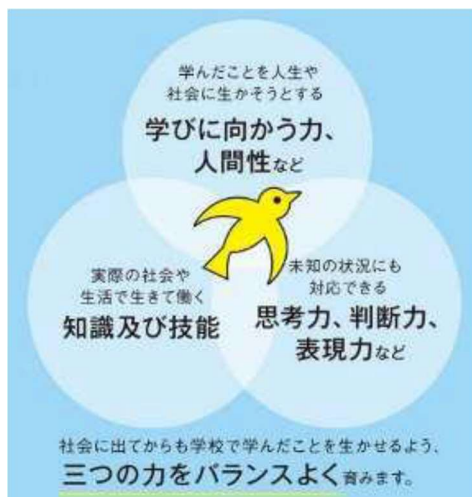 学んだことを人生や
社会に生かそうとする
学びに向かう力、
人間性など
実際の社会や
生活で生きて働く
知識及び技能
未知の状況にも
対応できる
思考力、判断力、
表現力など
社会に出てからも学校で学んだことを生かせるよう、
三つの力をバランスよく育みます。